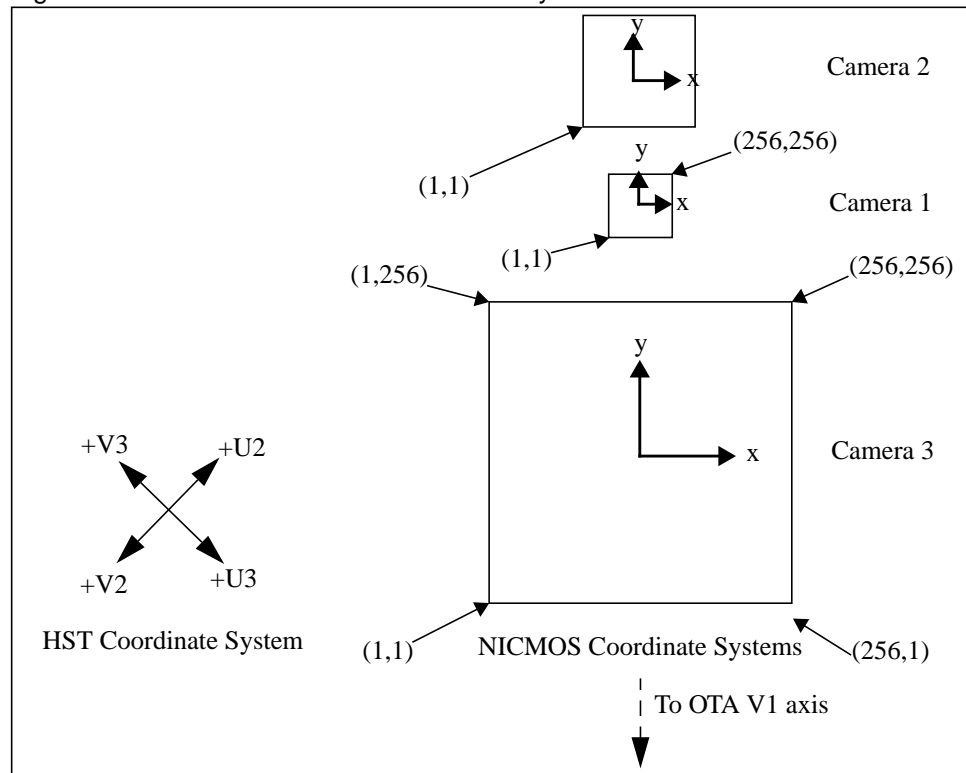 y
x
Camera 2
(256,256)
y
(1,1)
x
Camera 1
(1,1)
(1,256)
(256,256)
y
x
Camera 3
+V3
+U2
+V2
+U3
HST Coordinate System
(1,1)
NICMOS Coordinate Systems
(256,1)
To OTA V1 axis